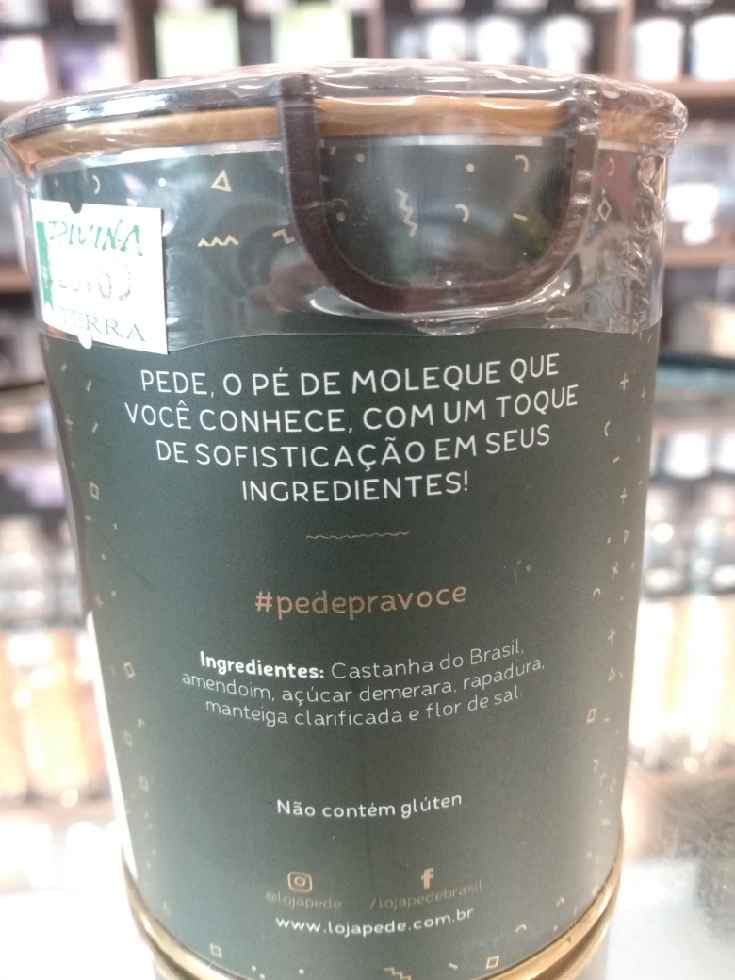 DIVINA
TERRA
PEDE, O PÉ DE MOLEQUE QUE
VOCÊ CONHECE, COM UM TOQUE
DE SOFISTICAÇÃO EM SEUS
INGREDIENTES!
#pedepravoce
Ingredientes: Castanha do Brasil,
amendoim, açúcar demerara, rapadura,
manteiga clarificada e flor de sal.
Não contém glúten
@lojapede /lojapedebrasil
www.lojapede.com.br